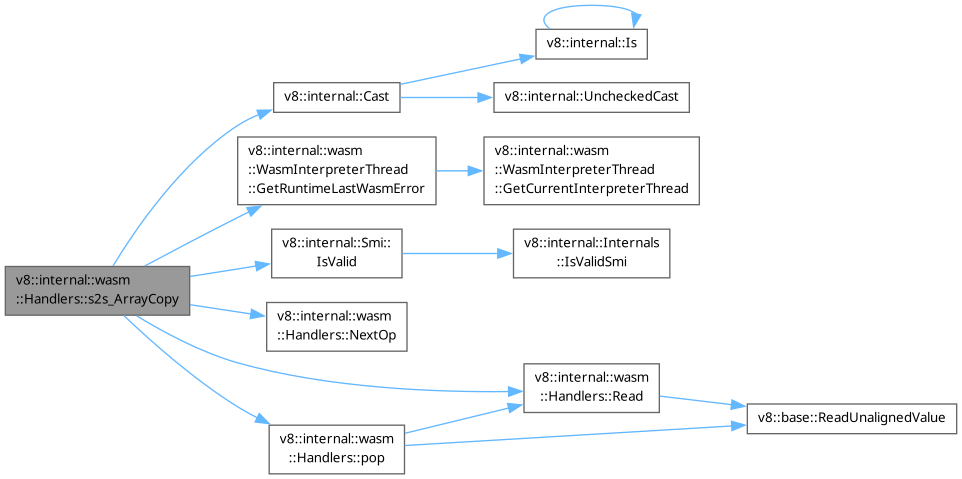 v8::internal::Is
v8::internal::Cast
v8::internal::UncheckedCast
v8::internal::wasm
::WasmInterpreterThread
::GetRuntimeLastWasmError
v8::internal::wasm
::WasmInterpreterThread
::GetCurrentInterpreterThread
v8::internal::Smi::
IsValid
v8::internal::Internals
::IsValidSmi
v8::internal::wasm
::Handlers::s2s_ArrayCopy
v8::internal::wasm
::Handlers::NextOp
v8::internal::wasm
::Handlers::Read
v8::base::ReadUnalignedValue
v8::internal::wasm
::Handlers::pop